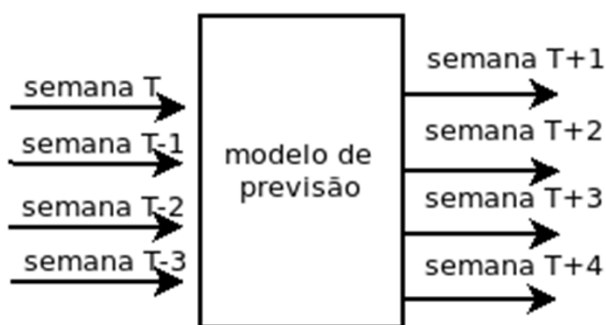 semana T
semana T-1
semana T-2
semana T-3
modelo de
previsão
semana T+1
semana T+2
semana T+3
semana T+4